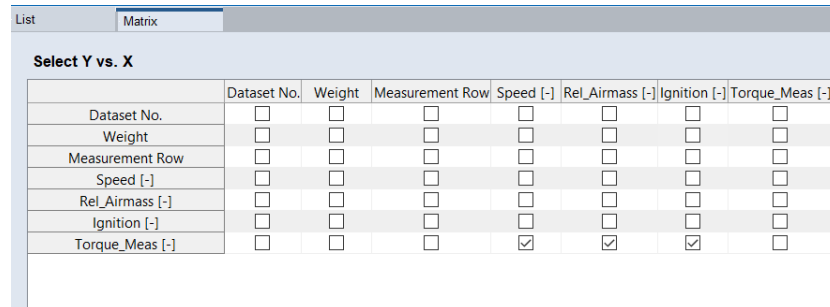 List Matrix
Select Y vs. X
Dataset No. Weight Measurement Row Speed [-] Rel_Airmass [-] Ignition [-] Torque_Meas [-]
Dataset No.
Weight
Measurement Row
Speed [-]
Rel_Airmass [-]
Ignition [-]
Torque_Meas [-]